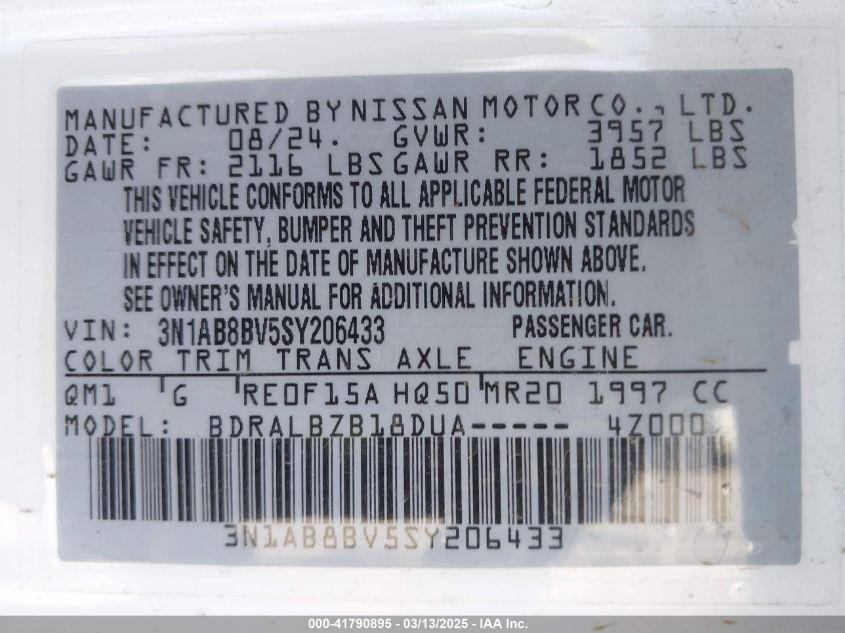 MANUFACTURED BY NISSAN MOTOR CO., LTD.
DATE: 08/24. GVWR: 3957 LBS
GAWR FR: 2116 LBS GAWR RR: 1852 LBS
THIS VEHICLE CONFORMS TO ALL APPLICABLE FEDERAL MOTOR
VEHICLE SAFETY, BUMPER AND THEFT PREVENTION STANDARDS
IN EFFECT ON THE DATE OF MANUFACTURE SHOWN ABOVE.
SEE OWNER'S MANUAL FOR ADDITIONAL INFORMATION.
VIN: 3N1AB8BV5SY206433 PASSENGER CAR.
COLOR TRIM TRANS AXLE ENGINE
QM1 G RE0F15A HQ50 MR20 1997 CC
MODEL: BDRALBZB18DUA----- 4Z000
3N1AB8BV5SY206433
000-41790895 - 03/13/2025 - IAA Inc.